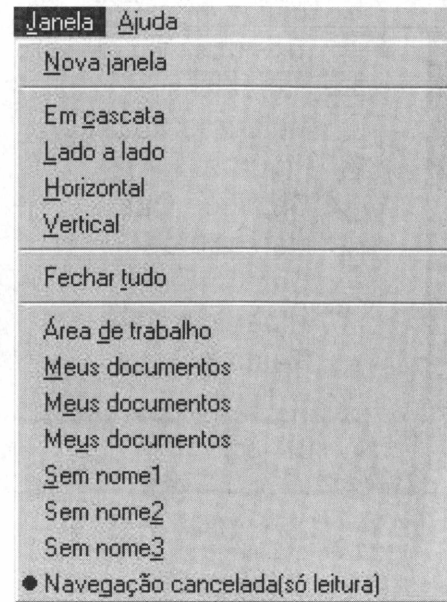 Janela Ajuda
Nova janela
Em cascata
Lado a lado
Horizontal
Vertical
Fechar tudo
Área de trabalho
Meus documentos
Meus documentos
Meus documentos
Sem nome1
Sem nome2
Sem nome3
Navegação cancelada(só leitura)